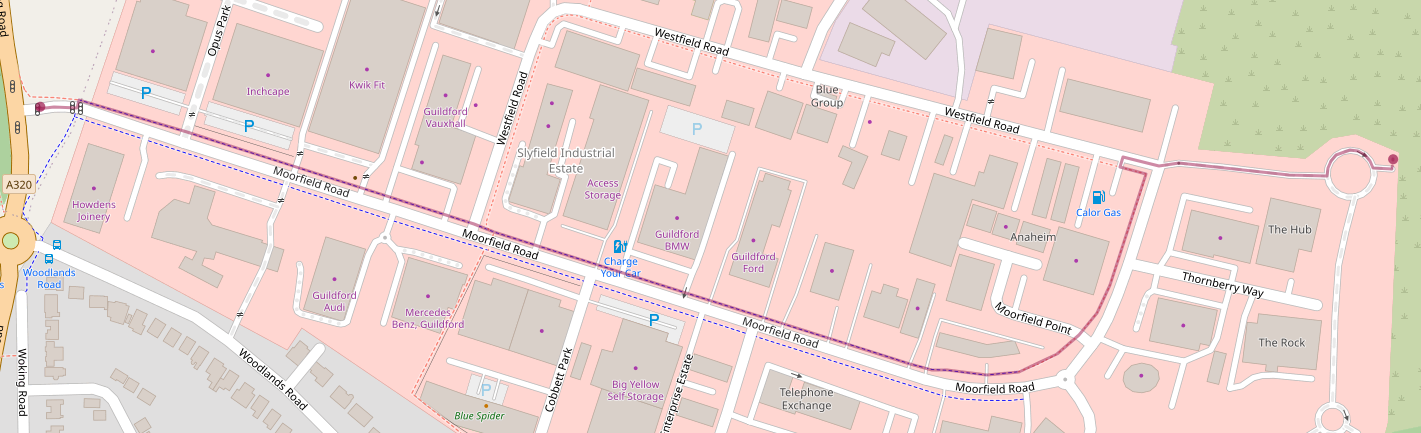 Opus Park
Westfield Road
Kwik Fit
Inchcape
P
P
P
Guildford
Vauxhall
Westfield Road
Blue
Group
Westfield Road
Slyfield Industrial
Estate
A320
Moorfield Road
Access
Storage
Howdens
Joinery
Calor Gas
Guildford
BMW
Moorfield Road
Anaheim
The Hub
Charge
Your Car
Guildford
Ford
Woodlands
Road
s
Thornberry Way
Guildford
Audi
Mercedes
Benz, Guildford
P
Moorfield Road
Moorfield Point
The Rock
Woodlands Road
Woking Road
Cobbett Park
Big Yellow
Self-Storage
Enterprise Estate
Moorfield Road
P
Blue Spider
Telephone
Exchange